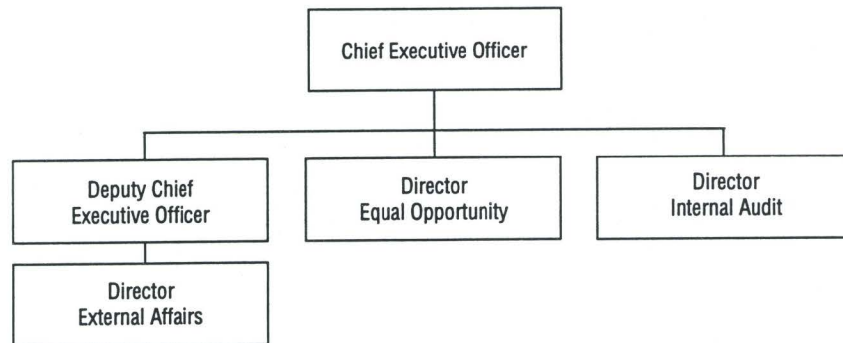 Chief Executive Officer
Deputy Chief
Executive Officer
Director
Equal Opportunity
Director
Internal Audit
Director
External Affairs